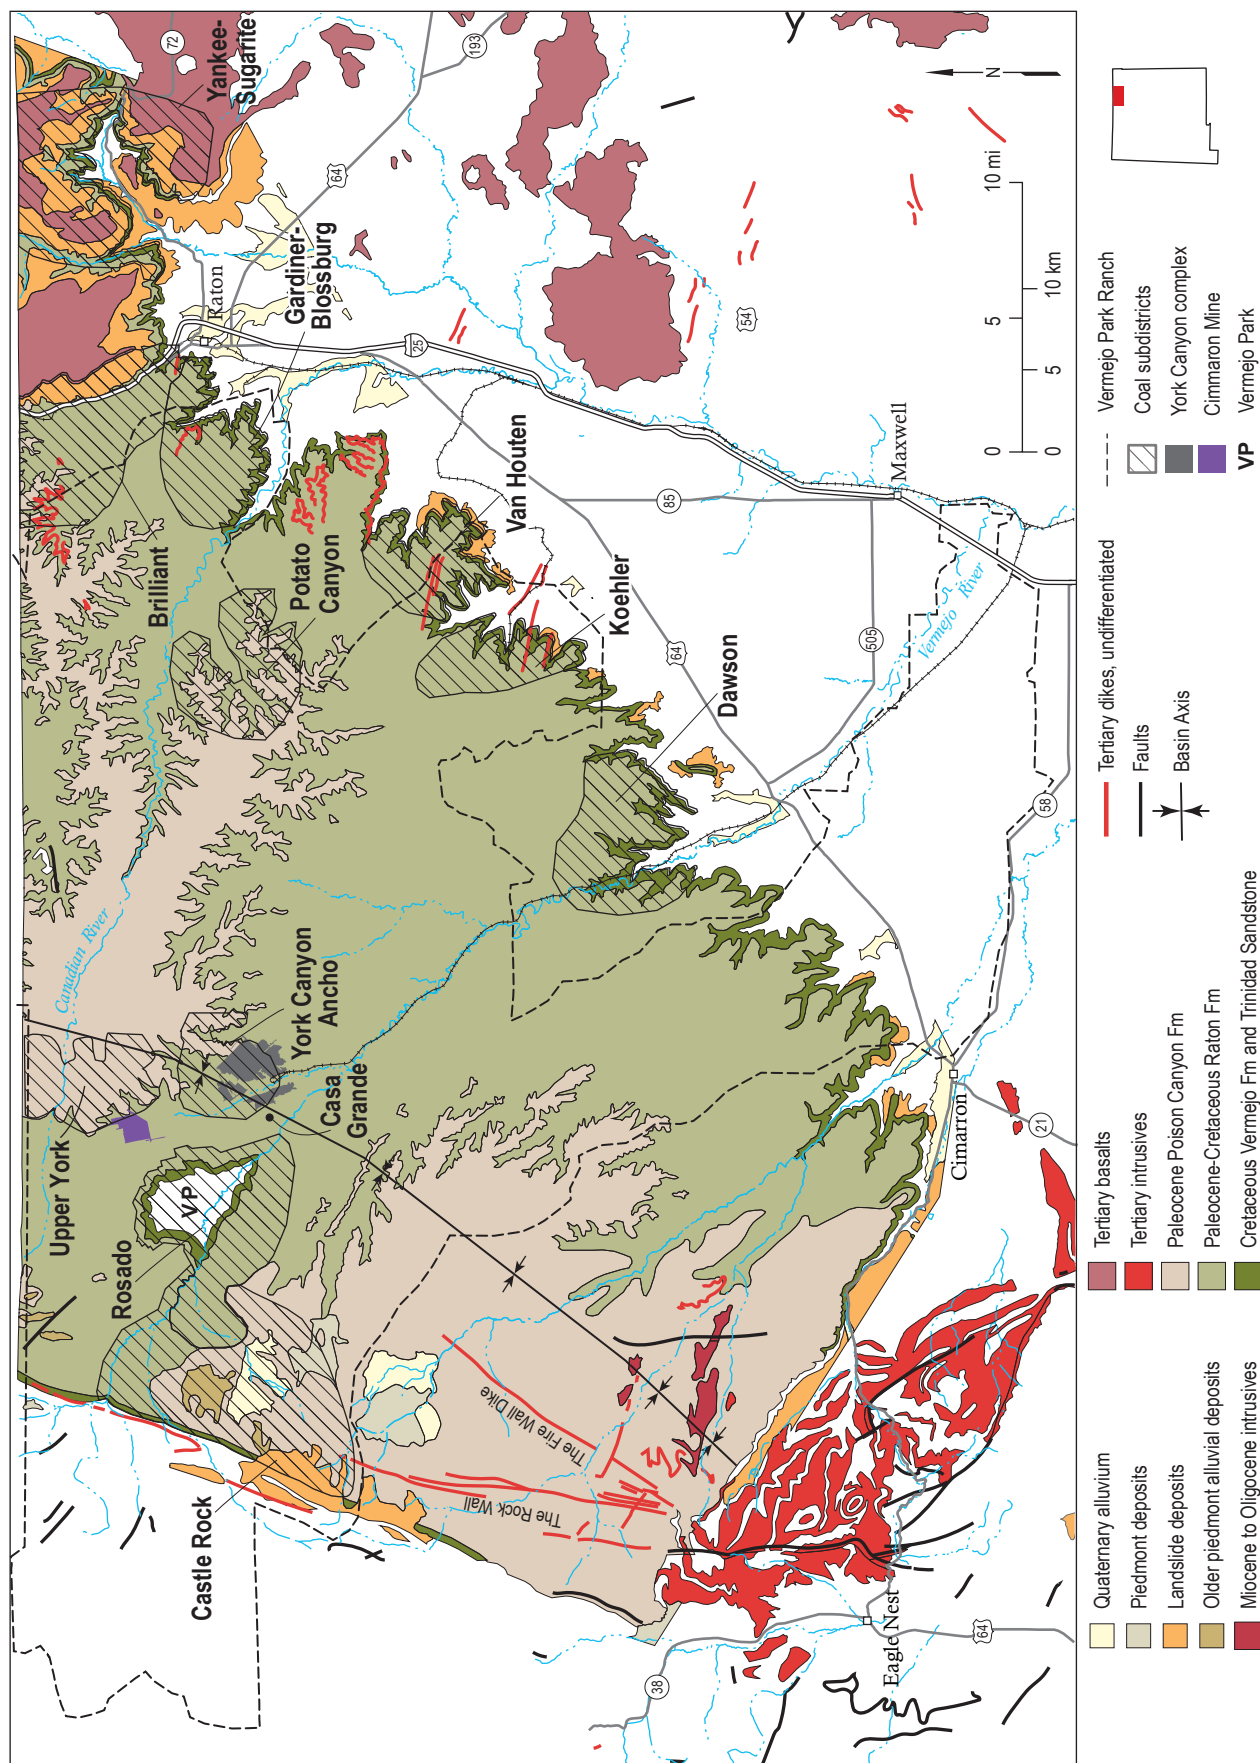 72
Yankee-
Sugarite
193
64
N
Raton
Gardiner-
Blossburg
25
10 mi
10 km
5
5
0
0
54
Brilliant
Potato
Canyon
Van Houten
85
Maxwell
Koehler
64
505
Vermejo River
Dawson
58
Canadian River
York Canyon
Ancho
Casa
Grande
Upper York
VP
Rosado
Cimarron
21
The Fire Wall Dike
The Rock Wall
Castle Rock
Eagle Nest
38
64
Quaternary alluvium
Piedmont deposits
Landslide deposits
Older piedmont alluvial deposits
Miocene to Oligocene intrusives
Tertiary basalts
Tertiary intrusives
Paleocene Poison Canyon Fm
Paleocene-Cretaceous Raton Fm
Cretaceous Vermejo Fm and Trinidad Sandstone
Tertiary dikes, undifferentiated
Faults
Basin Axis
Vermejo Park Ranch
Coal subdistricts
York Canyon complex
Cimmaron Mine
VP Vermejo Park